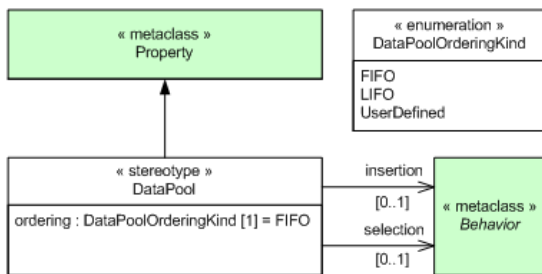 « metaclass »
Property
« enumeration »
DataPoolOrderingKind
FIFO
LIFO
UserDefined
« stereotype »
DataPool
ordering : DataPoolOrderingKind [1] = FIFO
insertion
[0..1]
selection
[0..1]
« metaclass »
Behavior